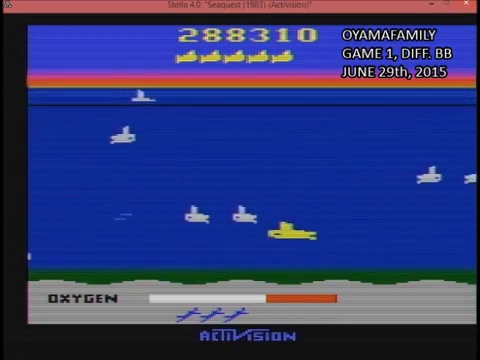 Stella 4.0: "Seaquest (1983) (Activision)"
288310
OYAMAFAMILY
GAME 1, DIFF. BB
JUNE 29th, 2015
OXYGEN
ACTIVISION